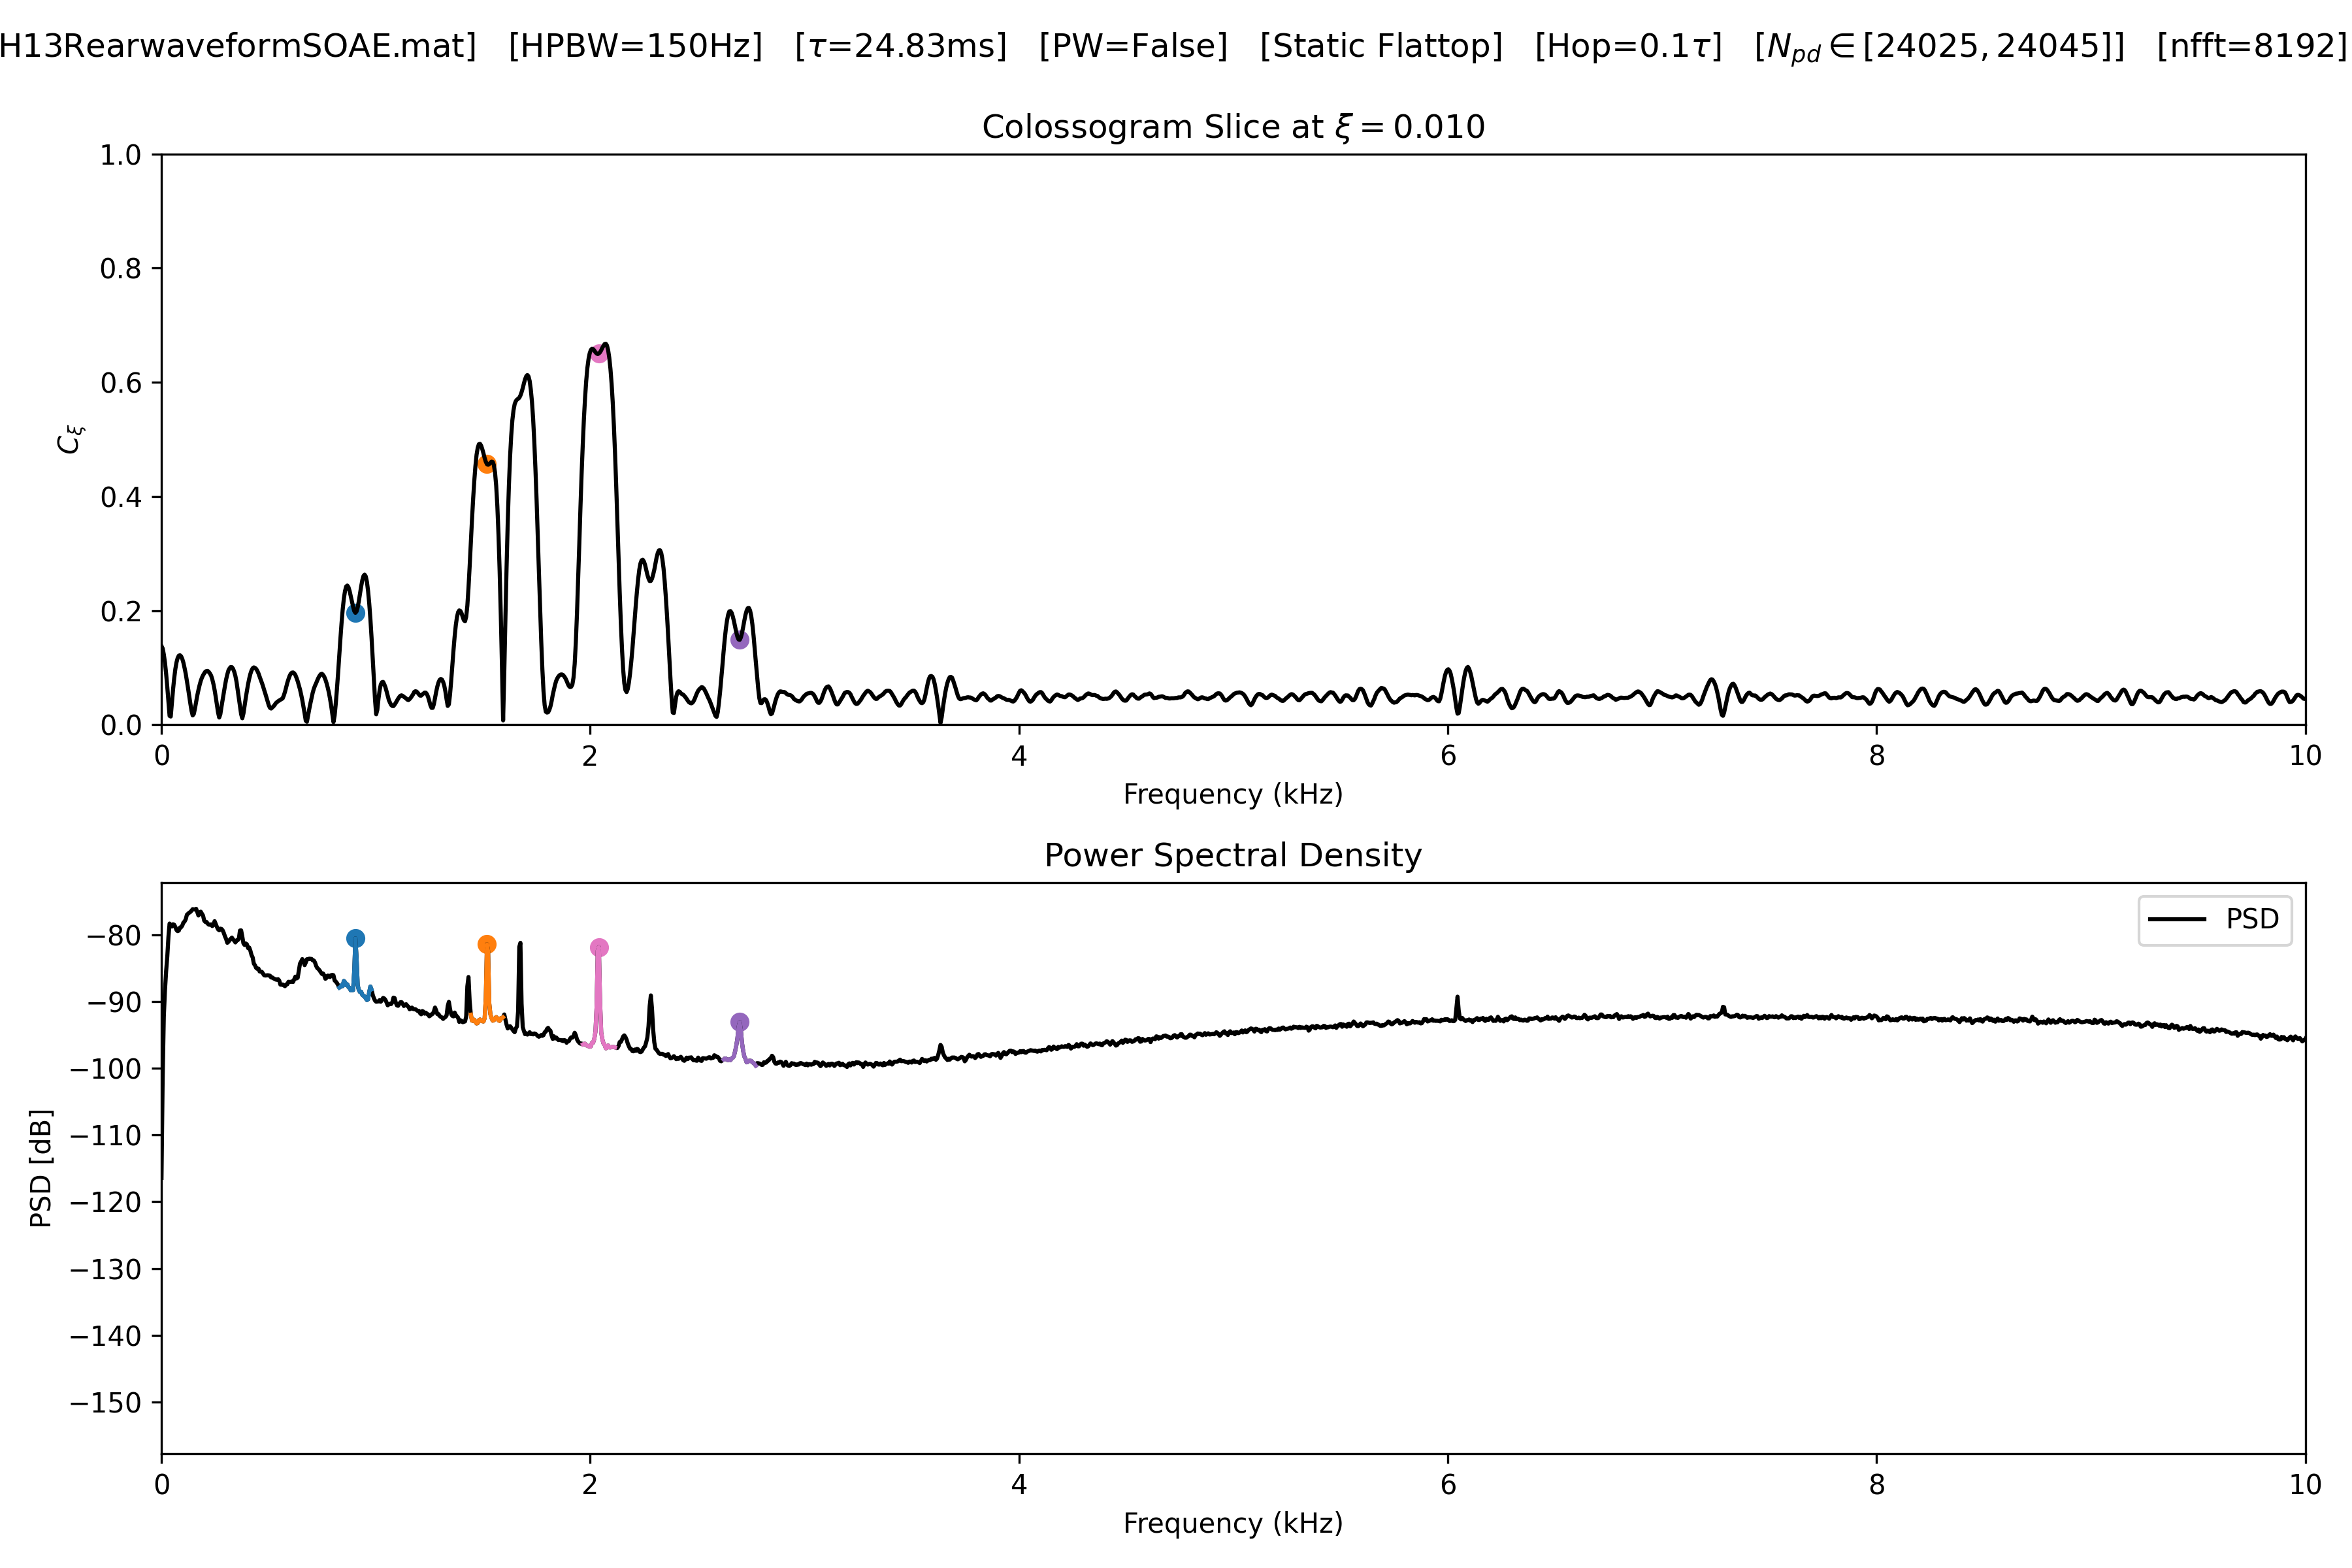 H13RearwaveformSOAE.mat] [HPBW=150Hz] [τ=24.83ms] [PW=False] [Static Flattop] [Hop=0.1τ] [N_{pd} ∈ [24025, 24045]] [nfft=8192]
Colossogram Slice at ξ = 0.010
1.0
0.8
0.6
0.4
0.2
0.0
C_ξ
0 2 4 6 8 10
Frequency (kHz)
Power Spectral Density
PSD
−80
−90
−100
−110
−120
−130
−140
−150
PSD [dB]
0 2 4 6 8 10
Frequency (kHz)